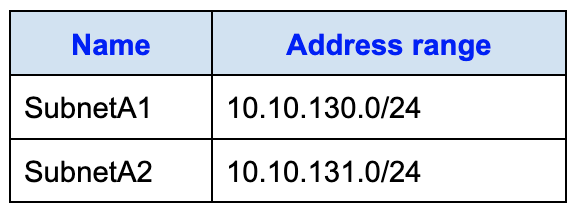 Name Address range
SubnetA1 10.10.130.0/24
SubnetA2 10.10.131.0/24